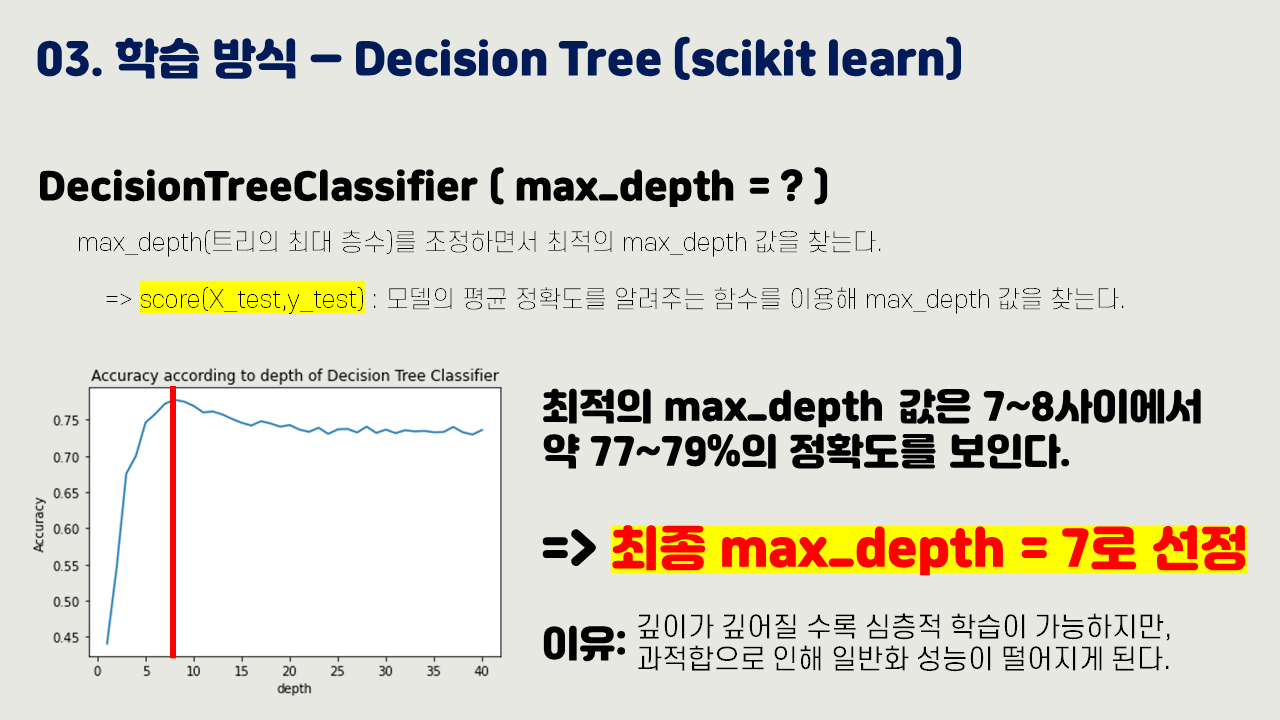 03. 학습 방식 – Decision Tree (scikit learn)
DecisionTreeClassifier ( max_depth = ? )
max_depth(트리의 최대 층수)를 조정하면서 최적의 max_depth 값을 찾는다.
=> score(X_test,y_test) : 모델의 평균 정확도를 알려주는 함수를 이용해 max_depth 값을 찾는다.
Accuracy according to depth of Decision Tree Classifier
0.75
0.70
0.65
0.60
0.55
0.50
0.45
Accuracy
0 5 10 15 20 25 30 35 40
depth
최적의 max_depth 값은 7~8사이에서
약 77~79%의 정확도를 보인다.
=> 최종 max_depth = 7로 선정
이유: 깊이가 깊어질 수록 심층적 학습이 가능하지만,
과적합으로 인해 일반화 성능이 떨어지게 된다.